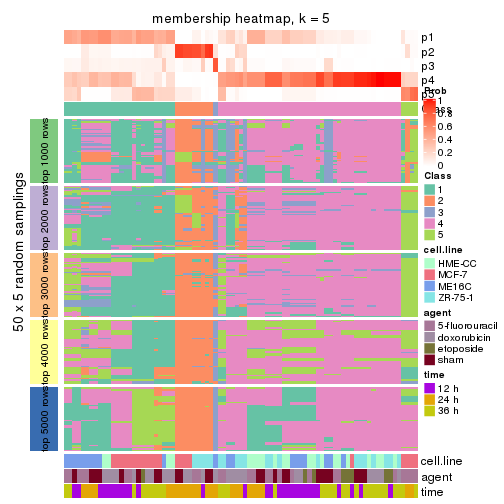 membership heatmap, k = 5
p1
p2
p3
p4
p5
Prob
1
0.8
0.6
0.4
0.2
0
Class
Class
1
2
3
4
5
cell.line
HME-CC
MCF-7
ME16C
ZR-75-1
agent
5-fluorouracil
doxorubicin
etoposide
sham
time
12 h
24 h
36 h
50 x 5 random samplings
top 1000 rows
top 2000 rows
top 3000 rows
top 4000 rows
top 5000 rows
cell.line
agent
time